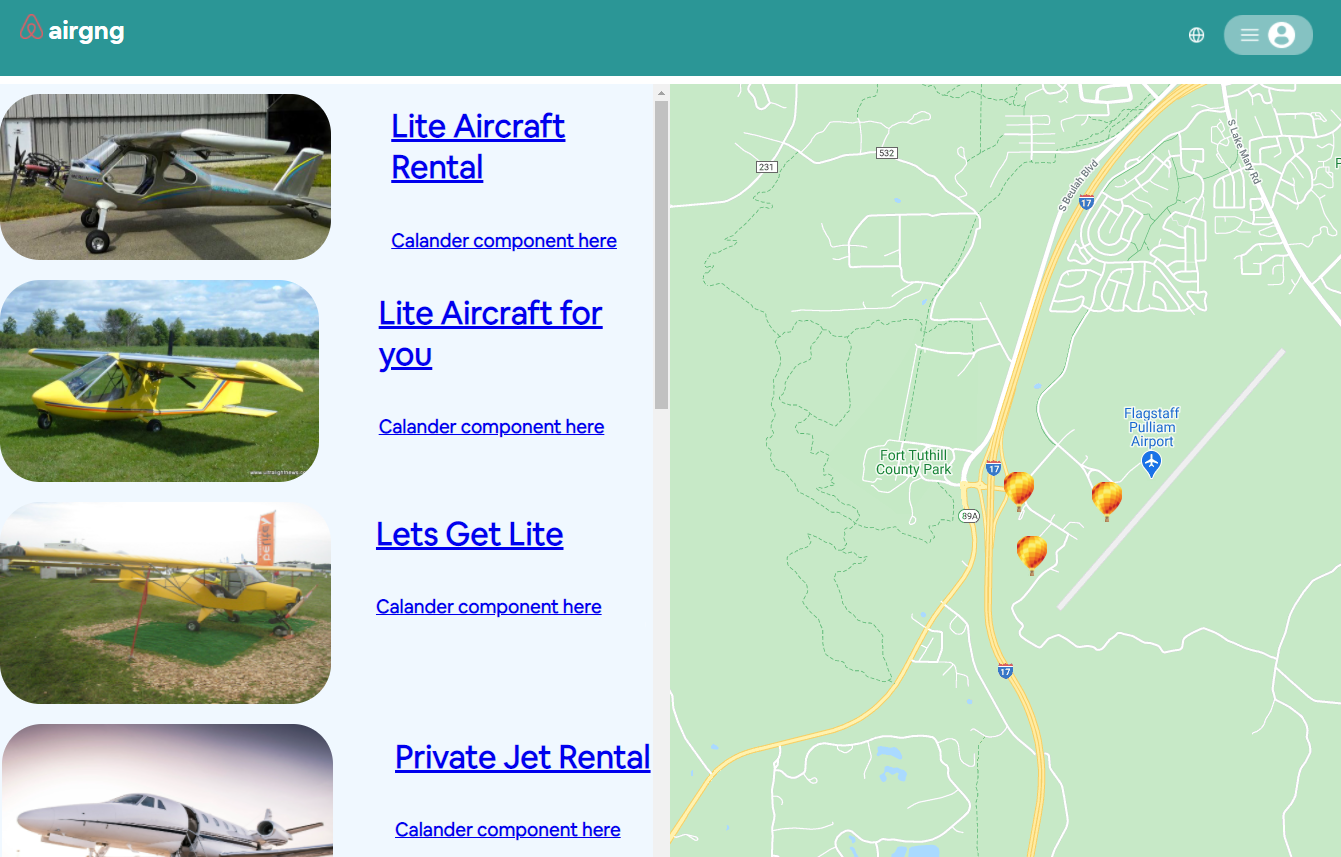 airgng
Lite Aircraft
Rental
Calander component here
Lite Aircraft for
you
Calander component here
Lets Get Lite
Calander component here
Private Jet Rental
Calander component here
231
532
S Beulah Blvd
17
S Lake Mary Rd
F
Flagstaff
Pulliam
Airport
Fort Tuthill
County Park
17
89A
17